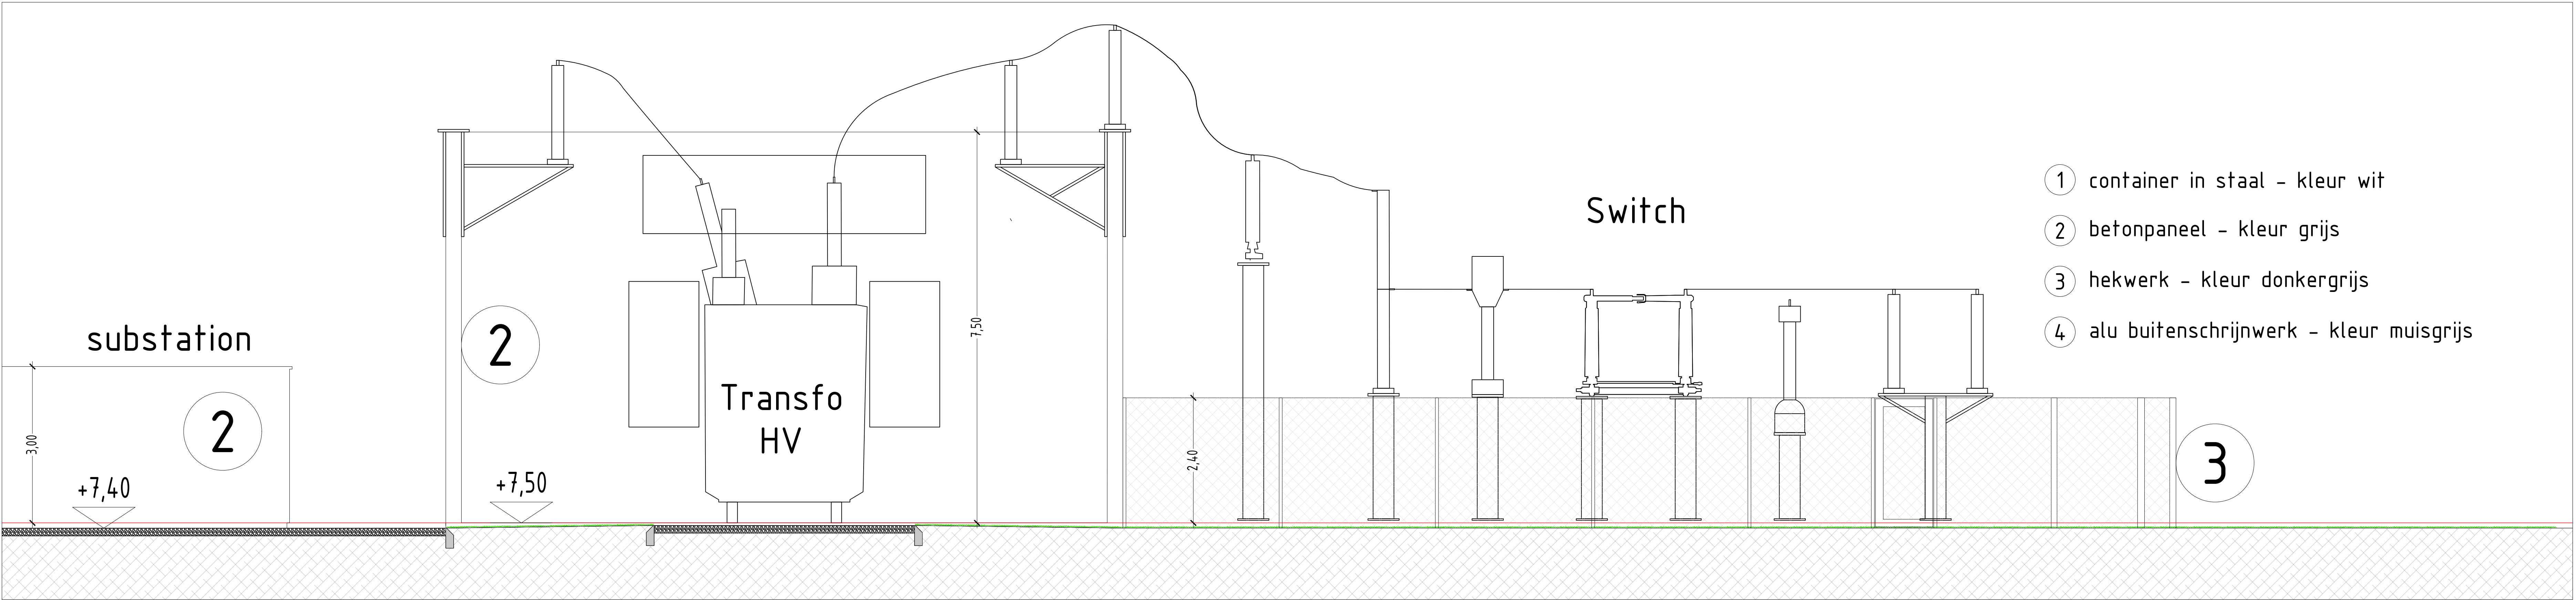 substation
2
3,00
+7,40
2
+7,50
Transfo
HV
7,50
2,40
Switch
3
1 container in staal - kleur wit
2 betonpaneel - kleur grijs
3 hekwerk - kleur donkergrijs
4 alu buitenschrijnwerk - kleur muisgrijs